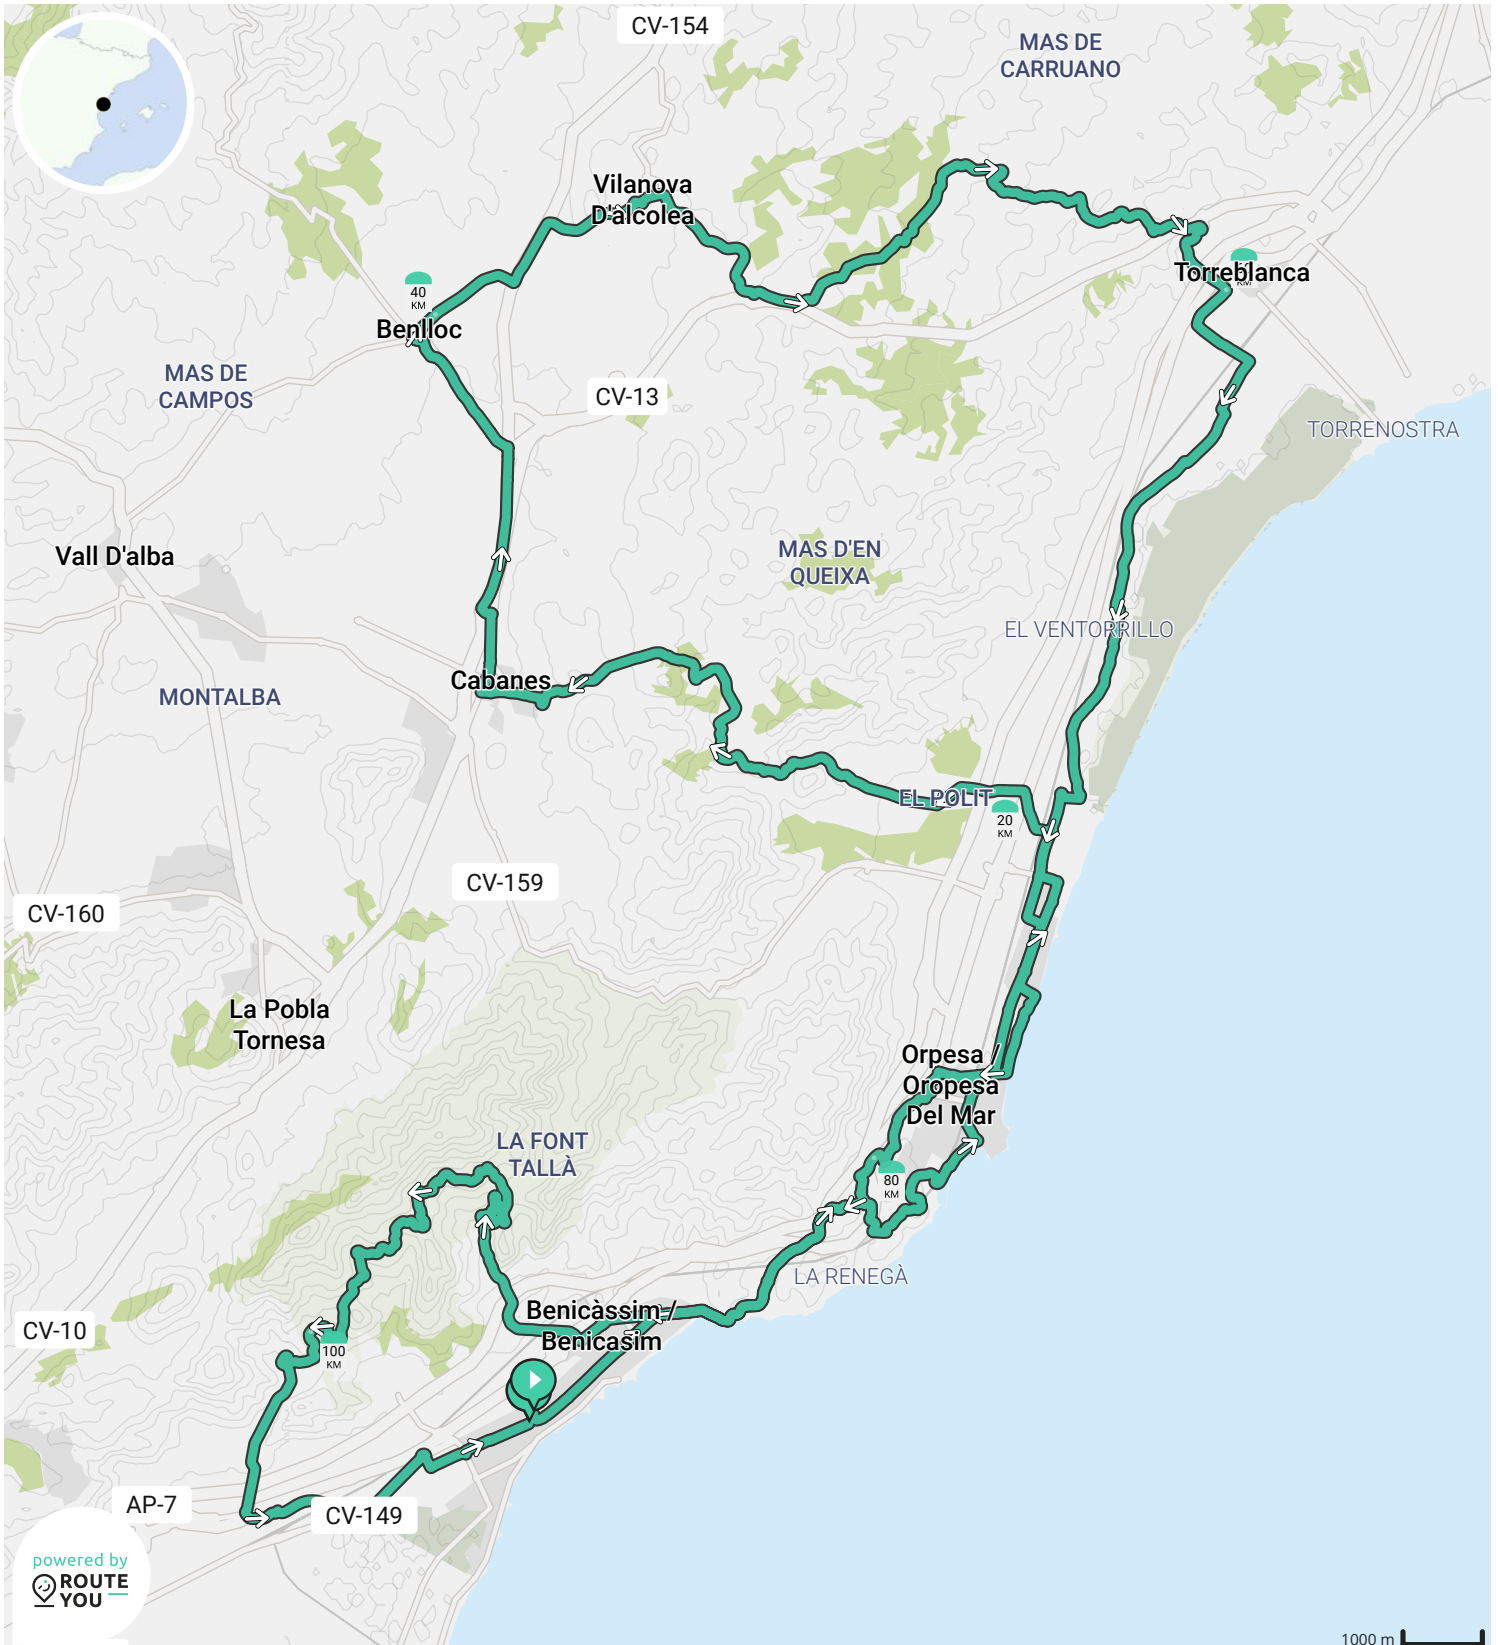 CV-154
MAS DE
CARRUANO
Vilanova
D'alcolea
Torreblanca
KM
40
KM
Benlloc
MAS DE
CAMPOS
CV-13
TORRENOSTRA
Vall D'alba
MAS D'EN
QUEIXA
EL VENTORRILLO
Cabanes
MONTALBA
EL POLIT
20
KM
CV-159
CV-160
La Pobla
Tornesa
Orpesa /
Oropesa
Del Mar
LA FONT
TALLÀ
80
KM
LA RENEGÀ
Benicàssim /
Benicasim
CV-10
100
KM
AP-7
CV-149
powered by
ROUTE
YOU
1000 m